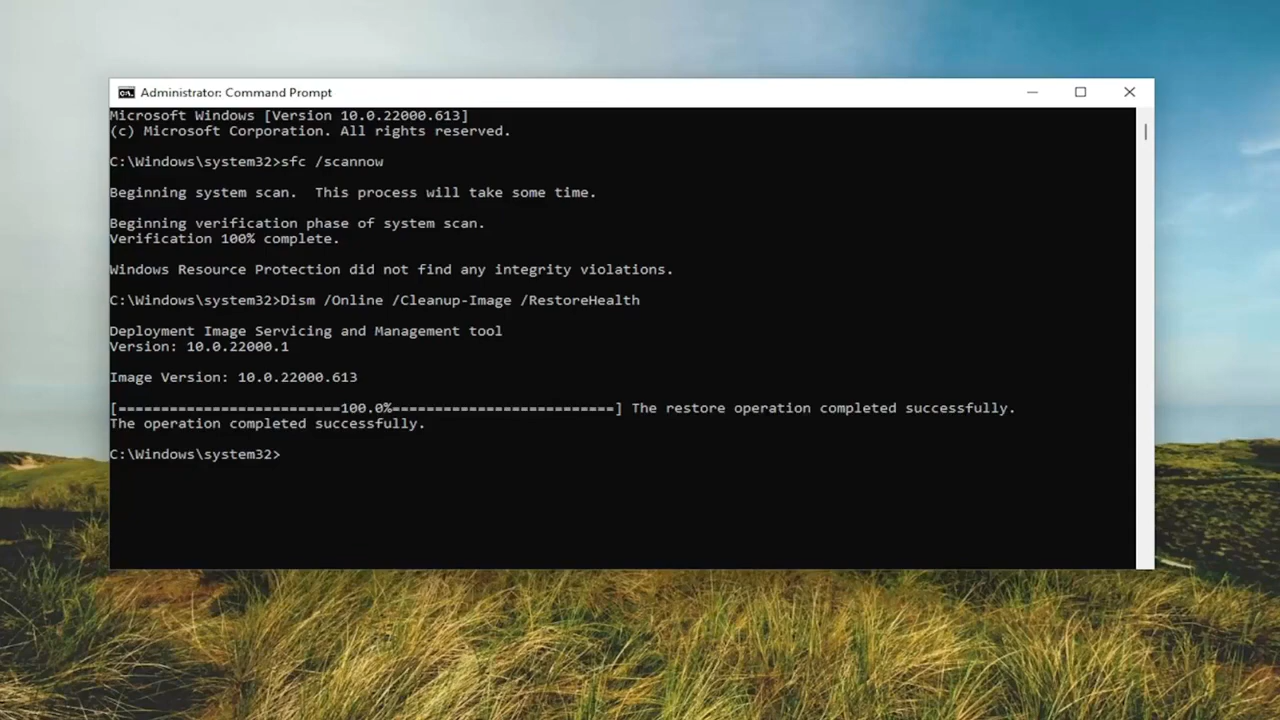 Administrator: Command Prompt
Microsoft Windows [Version 10.0.22000.613]
(c) Microsoft Corporation. All rights reserved.
C:\Windows\system32>sfc /scannow
Beginning system scan.  This process will take some time.
Beginning verification phase of system scan.
Verification 100% complete.
Windows Resource Protection did not find any integrity violations.
C:\Windows\system32>Dism /Online /Cleanup-Image /RestoreHealth
Deployment Image Servicing and Management tool
Version: 10.0.22000.1
Image Version: 10.0.22000.613
[==========================100.0%==========================] The restore operation completed successfully.
The operation completed successfully.
C:\Windows\system32>